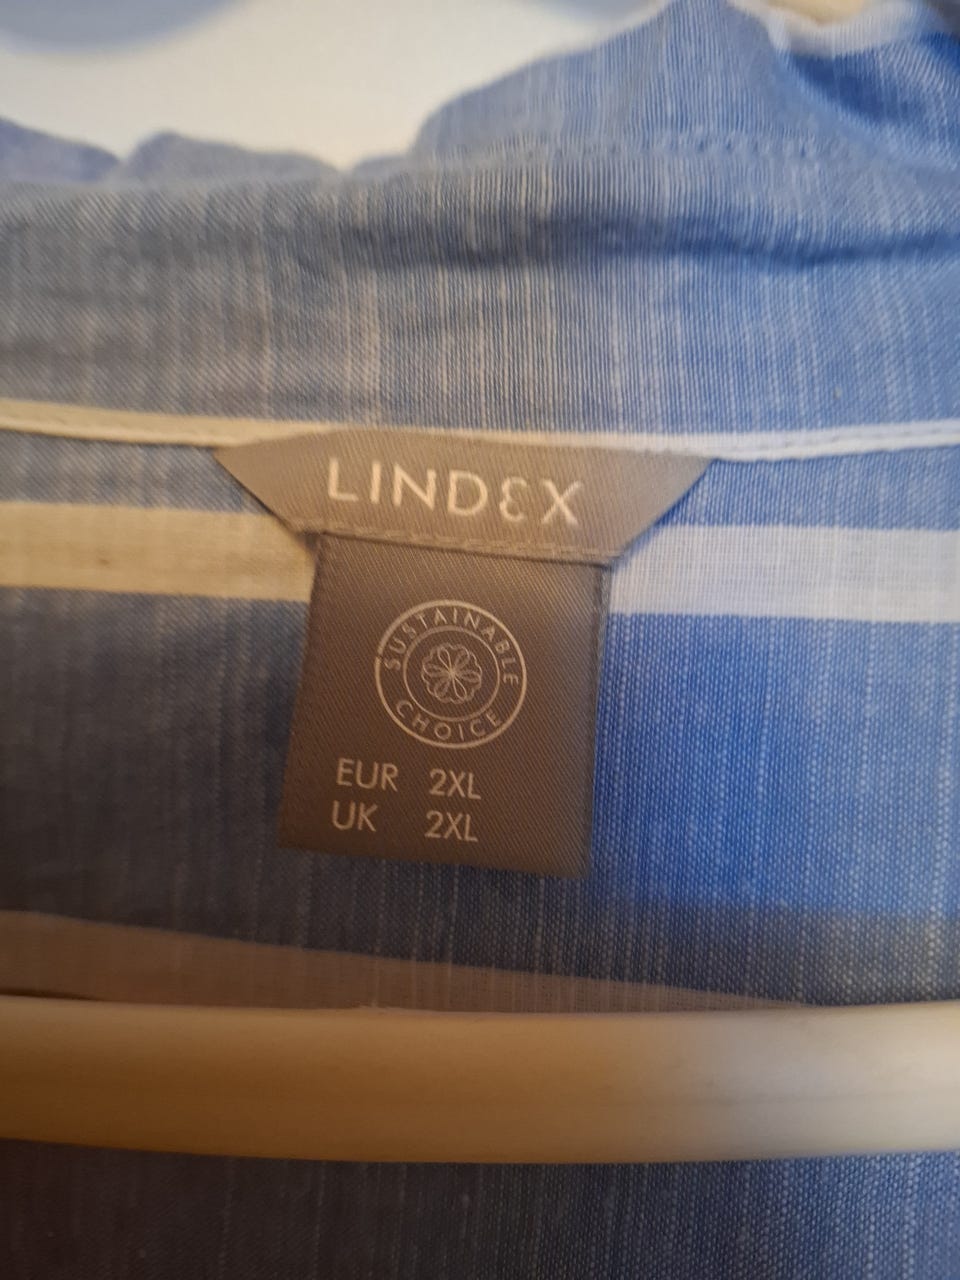 LINDEX
SUSTAINABLE
CHOICE
EUR 2XL
UK 2XL